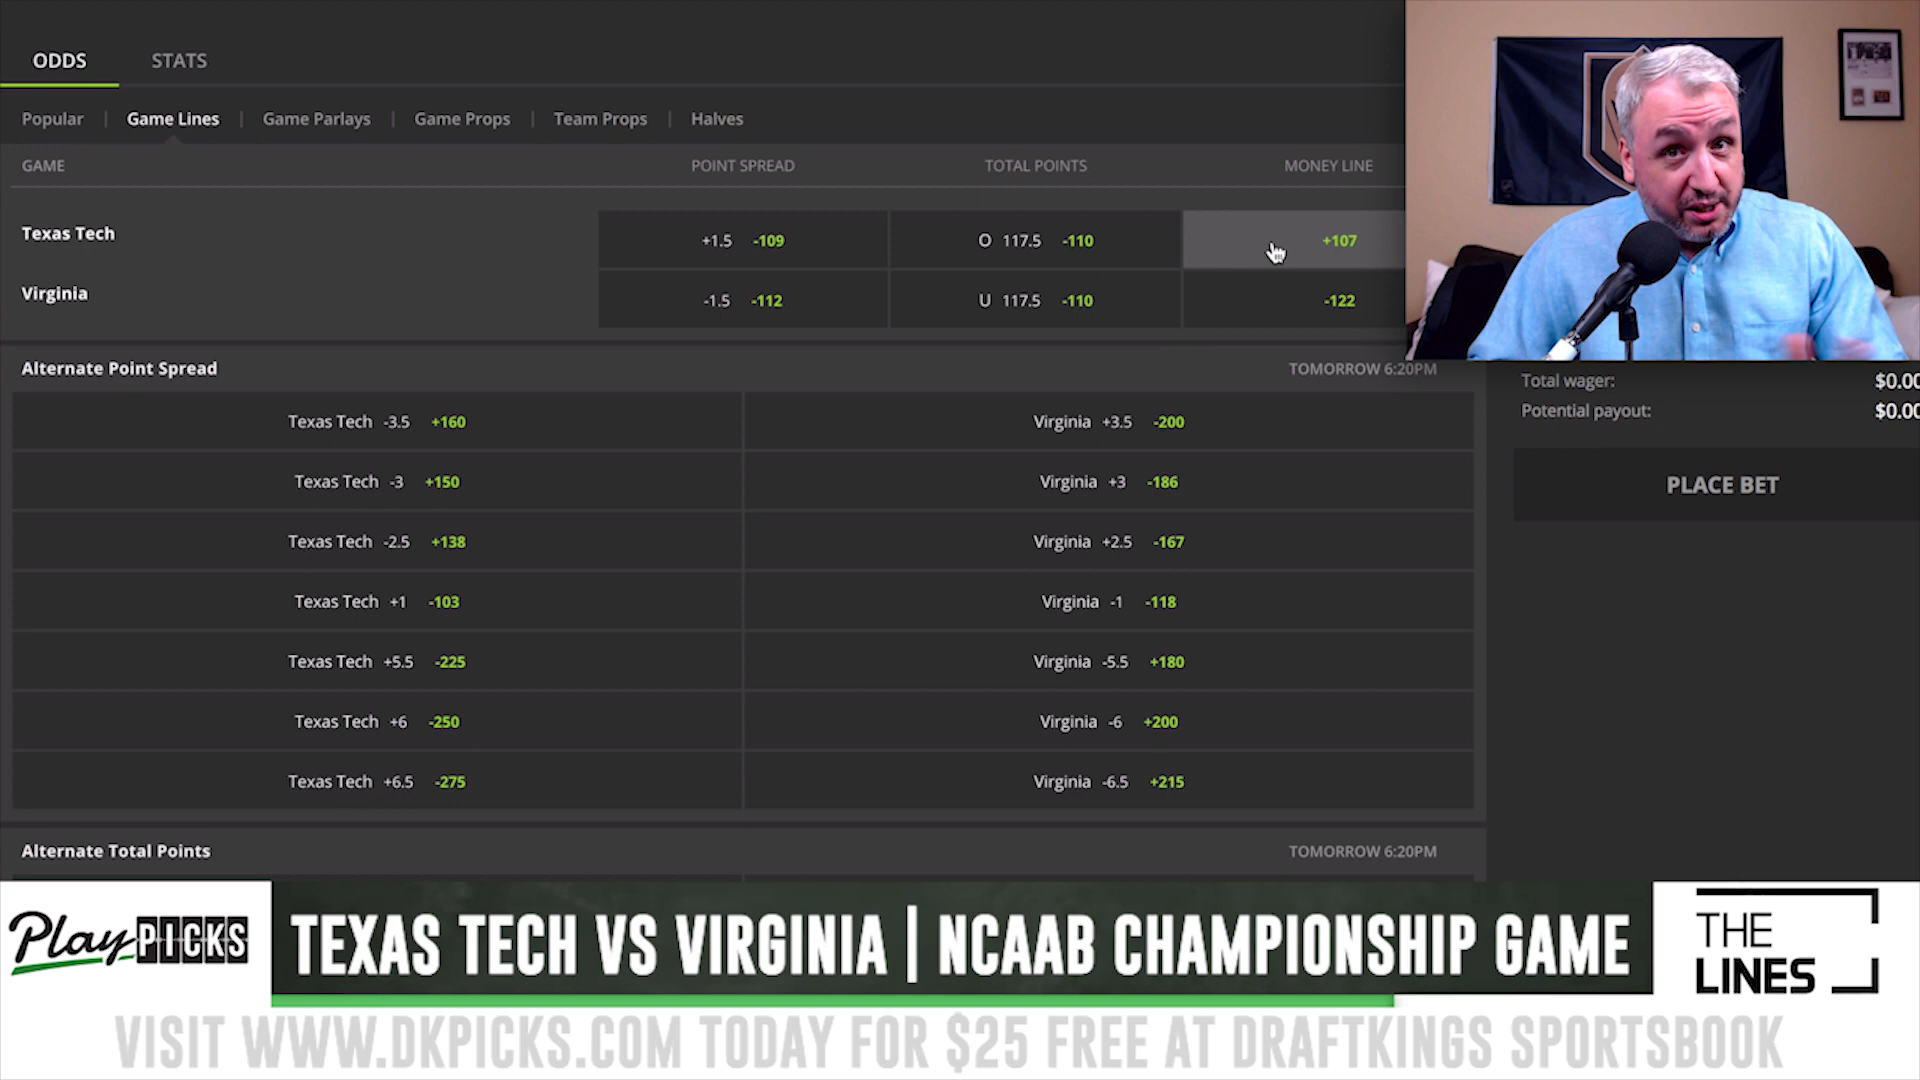 ODDS STATS
Popular | Game Lines | Game Parlays | Game Props | Team Props | Halves
GAME POINT SPREAD TOTAL POINTS MONEY LINE
Texas Tech +1.5 -109 O 117.5 -110 +107
Virginia -1.5 -112 U 117.5 -110 -122
Alternate Point Spread TOMORROW 6:20PM
Texas Tech -3.5 +160 Virginia +3.5 -200
Texas Tech -3 +150 Virginia +3 -186
Texas Tech -2.5 +138 Virginia +2.5 -167
Texas Tech +1 -103 Virginia -1 -118
Texas Tech +5.5 -225 Virginia -5.5 +180
Texas Tech +6 -250 Virginia -6 +200
Texas Tech +6.5 -275 Virginia -6.5 +215
Alternate Total Points TOMORROW 6:20PM
Total wager: $0.00
Potential payout: $0.00
PLACE BET
PlayPICKS
TEXAS TECH VS VIRGINIA | NCAAB CHAMPIONSHIP GAME
THE
LINES
VISIT WWW.DKPICKS.COM TODAY FOR $25 FREE AT DRAFTKINGS SPORTSBOOK